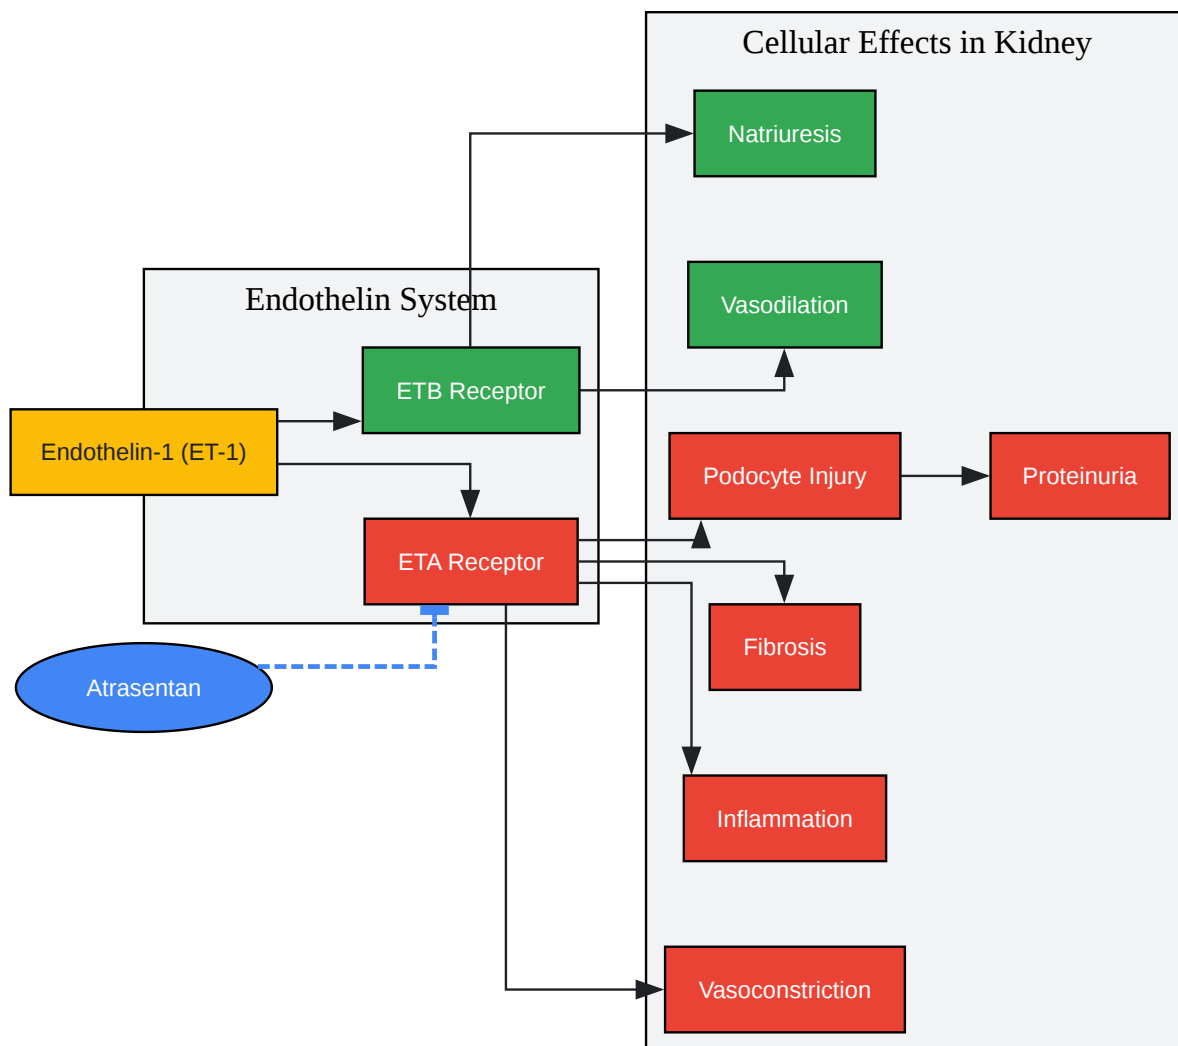 Cellular Effects in Kidney
Natriuresis
Endothelin System
Vasodilation
ETB Receptor
Endothelin-1 (ET-1)
Podocyte Injury
Proteinuria
ETA Receptor
Fibrosis
Atrasentan
Inflammation
Vasoconstriction